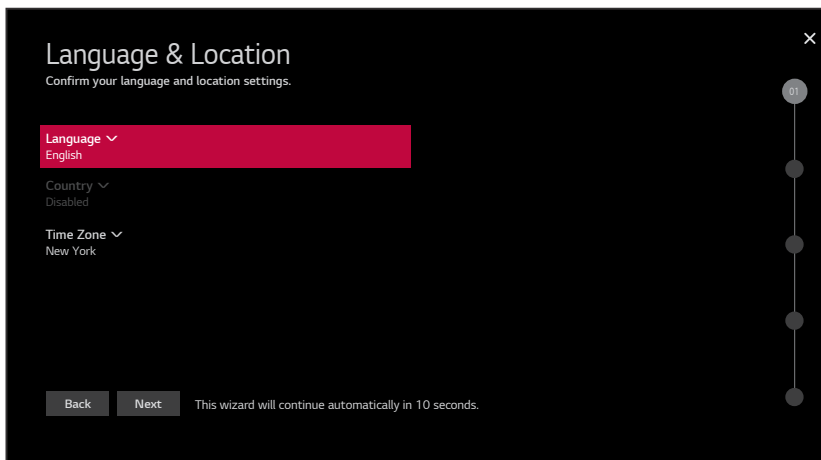 Language & Location
Confirm your language and location settings.
01
Language
English
Country
Disabled
Time Zone
New York
Back
Next
This wizard will continue automatically in 10 seconds.